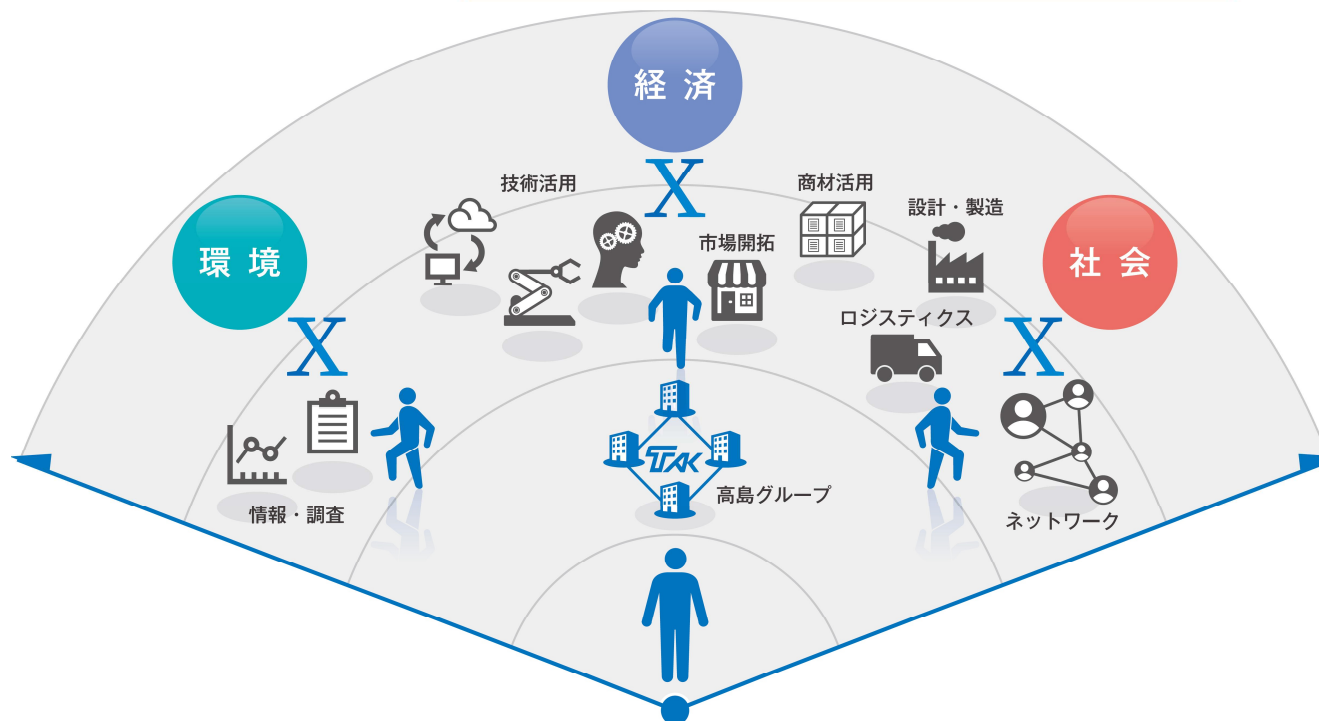 経済
X
技術活用
商材活用
環境
設計・製造
社会
市場開拓
ロジスティクス
X
X
TAK
高島グループ
情報・調査
ネットワーク